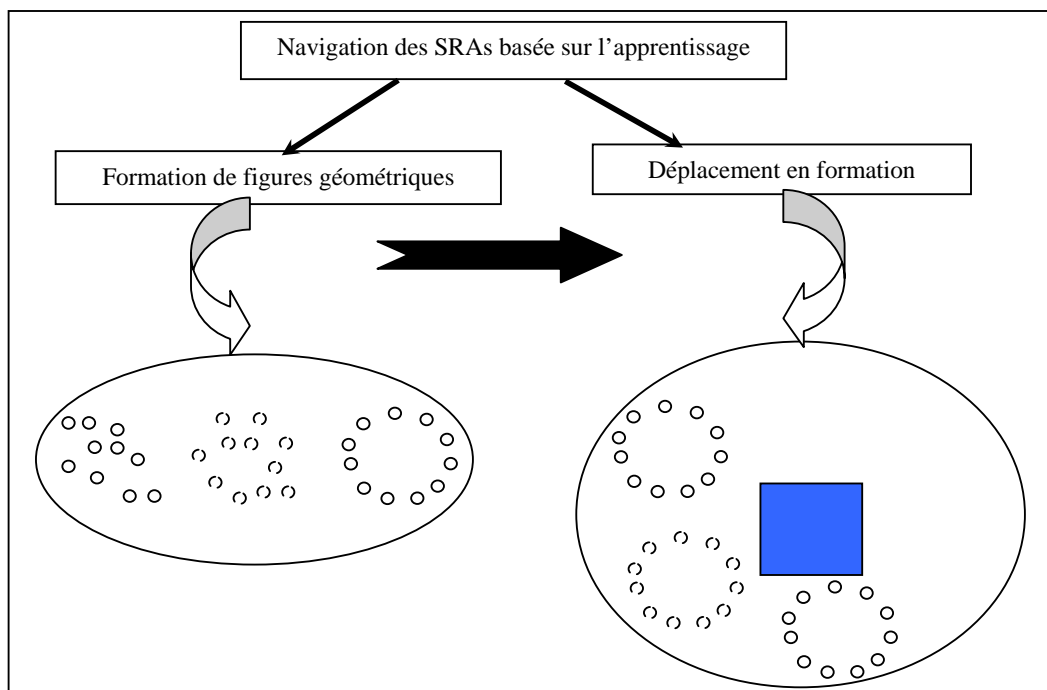 Navigation des SRAs basée sur l’apprentissage
Formation de figures géométriques
Déplacement en formation